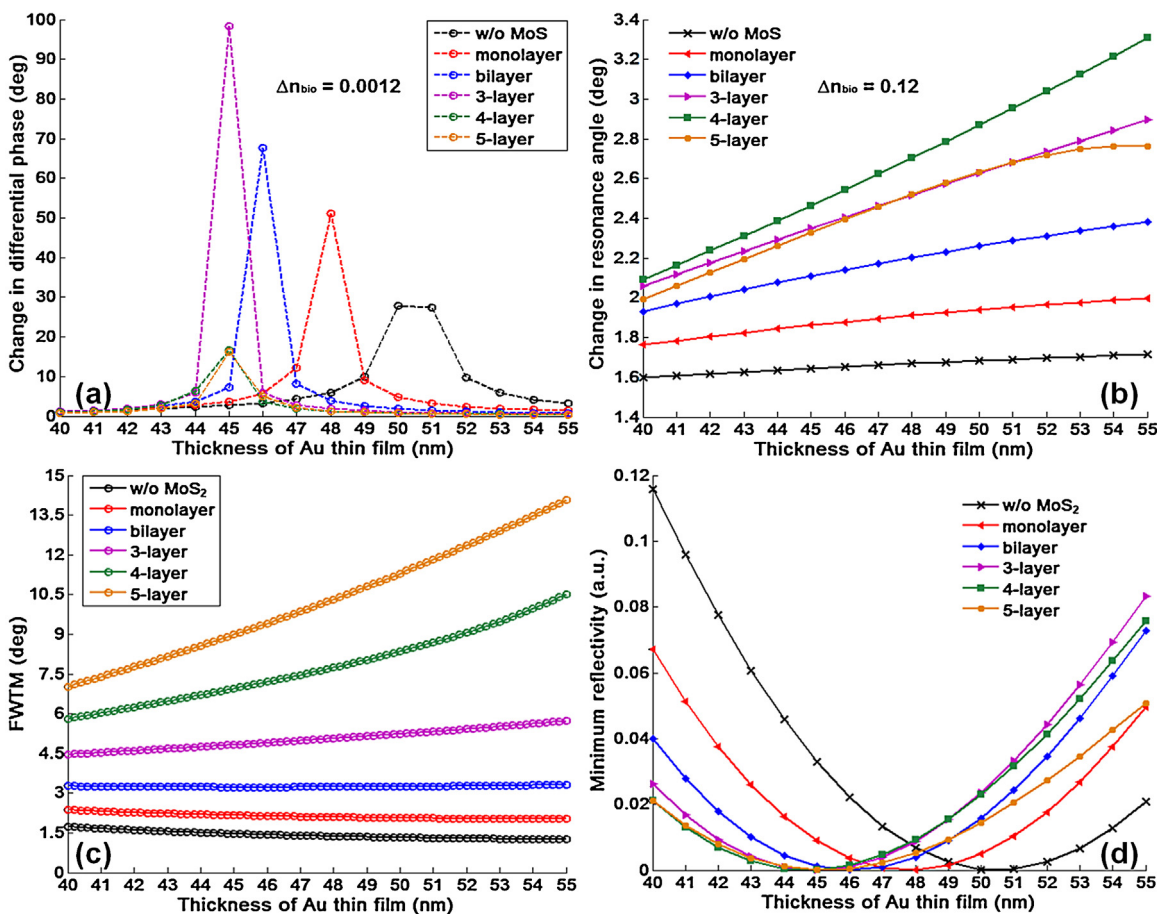 100
90
80
70
60
50
40
30
20
10
0
Change in differential phase (deg)
Δnbio = 0.0012
w/o MoS
monolayer
bilayer
3-layer
4-layer
5-layer
(a)
40 41 42 43 44 45 46 47 48 49 50 51 52 53 54 55
Thickness of Au thin film (nm)
3.4
3.2
3
2.8
2.6
2.4
2.2
2
1.8
1.6
1.4
Change in resonance angle (deg)
w/o MoS
monolayer
bilayer
3-layer
4-layer
5-layer
Δnbio = 0.12
(b)
40 41 42 43 44 45 46 47 48 49 50 51 52 53 54 55
Thickness of Au thin film (nm)
15
13.5
12
10.5
9
7.5
6
4.5
3
1.5
0
FWTM (deg)
w/o MoS₂
monolayer
bilayer
3-layer
4-layer
5-layer
(c)
40 41 42 43 44 45 46 47 48 49 50 51 52 53 54 55
Thickness of Au thin film (nm)
0.12
0.1
0.08
0.06
0.04
0.02
0
Minimum reflectivity (a.u.)
w/o MoS₂
monolayer
bilayer
3-layer
4-layer
5-layer
(d)
40 41 42 43 44 45 46 47 48 49 50 51 52 53 54 55
Thickness of Au thin film (nm)